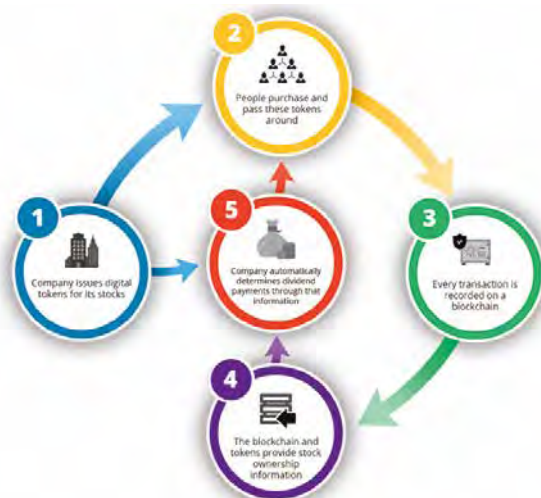 1
Company issues digital
tokens for its stocks
2
People purchase and
pass these tokens
around
3
Every transaction is
recorded on a
blockchain
4
The blockchain and
tokens provide stock
ownership
information
5
Company automatically
determines dividend
payments through that
information